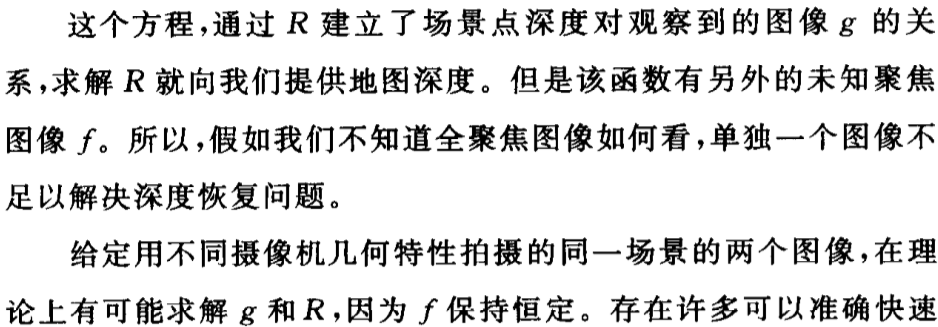 这个方程,通过 R 建立了场景点深度对观察到的图像 g 的关
系,求解 R 就向我们提供地图深度。但是该函数有另外的未知聚焦
图像 f。所以,假如我们不知道全聚焦图像如何看,单独一个图像不
足以解决深度恢复问题。
给定用不同摄像机几何特性拍摄的同一场景的两个图像,在理
论上有可能求解 g 和 R,因为 f 保持恒定。存在许多可以准确快速